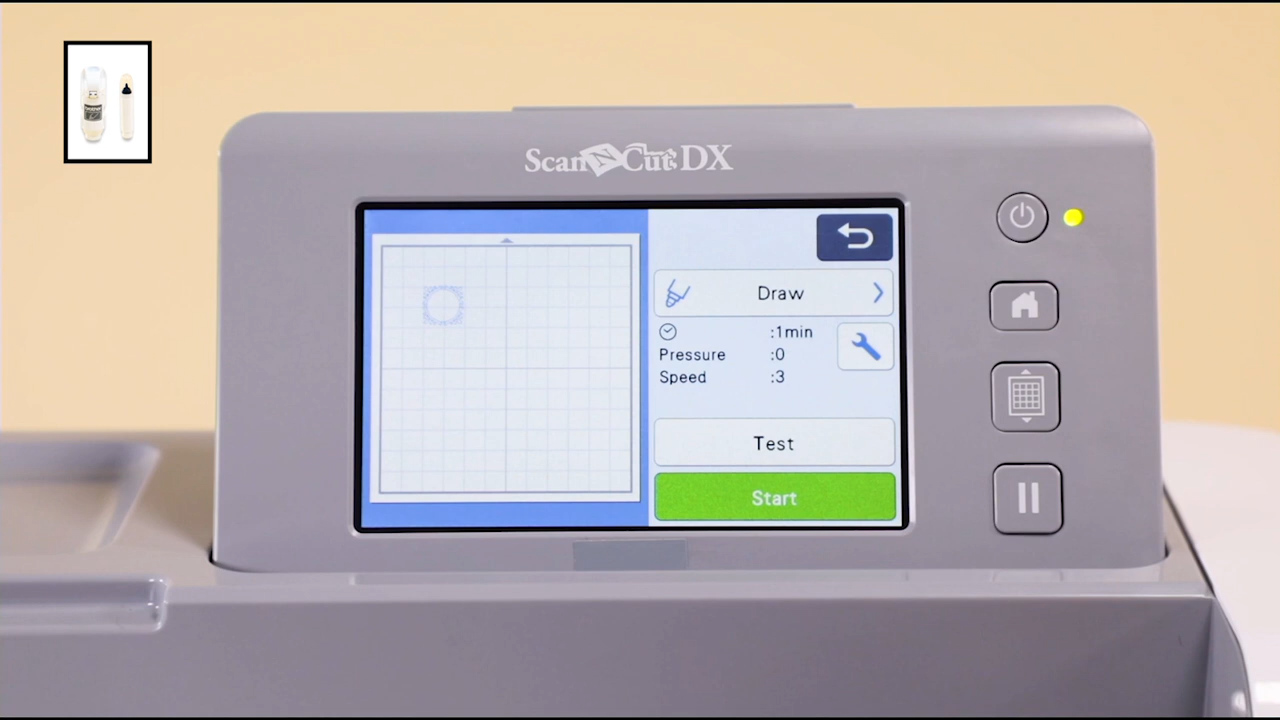 ScanNCut DX
Draw
:1min
Pressure :0
Speed :3
Test
Start